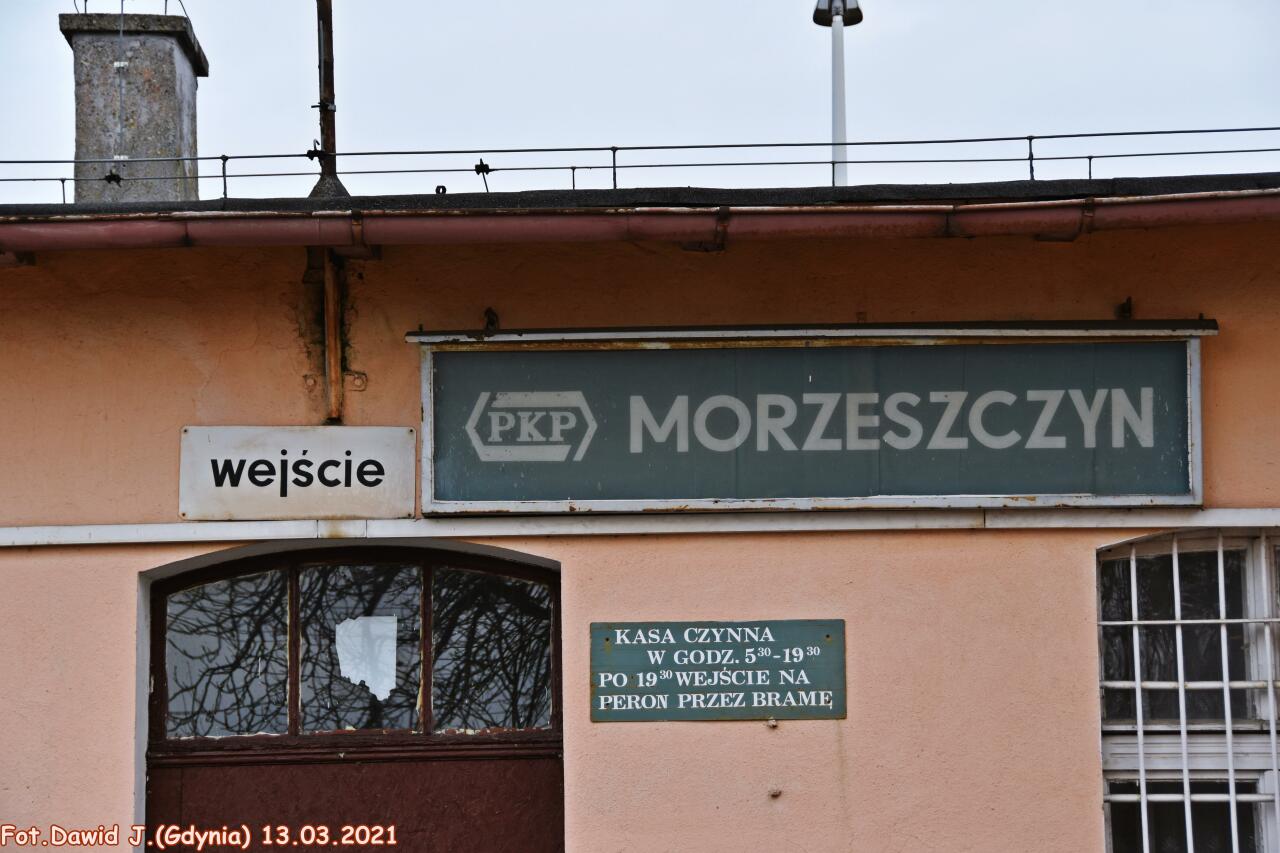 PKP MORZESZCZYN
wejście
KASA CZYNNA
W GODZ. 5³⁰-19³⁰
PO 19³⁰ WEJŚCIE NA
PERON PRZEZ BRAMĘ
Fot.Dawid J.(Gdynia) 13.03.2021